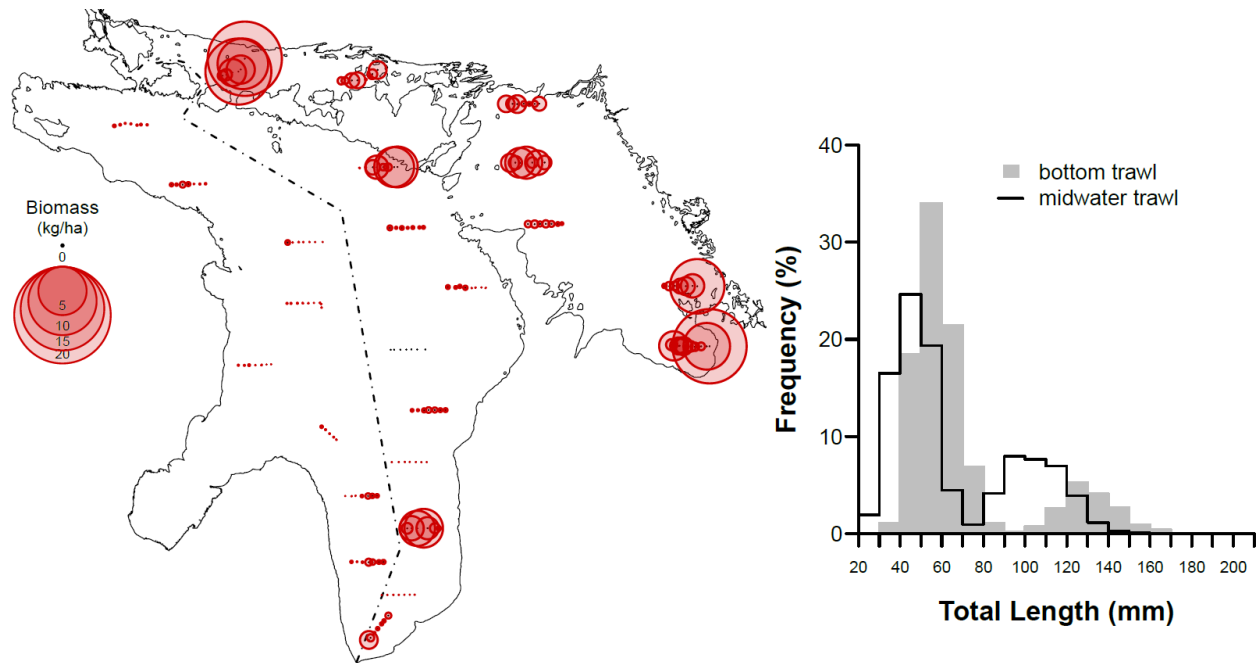 Biomass
(kg/ha)
0
5
10
15
20
40
30
20
10
0
Frequency (%)
bottom trawl
midwater trawl
20 40 60 80 100 120 140 160 180 200
Total Length (mm)